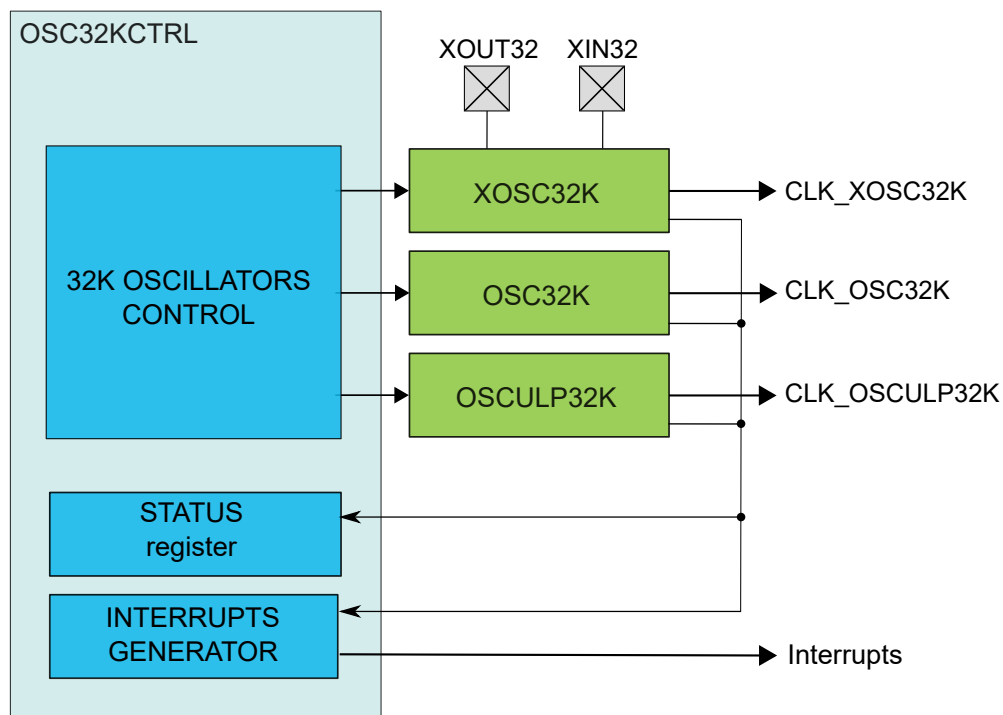 OSC32KCTRL
XOUT32
XIN32
32K OSCILLATORS
CONTROL
XOSC32K
CLK_XOSC32K
OSC32K
CLK_OSC32K
OSCULP32K
CLK_OSCULP32K
STATUS
register
INTERRUPTS
GENERATOR
Interrupts